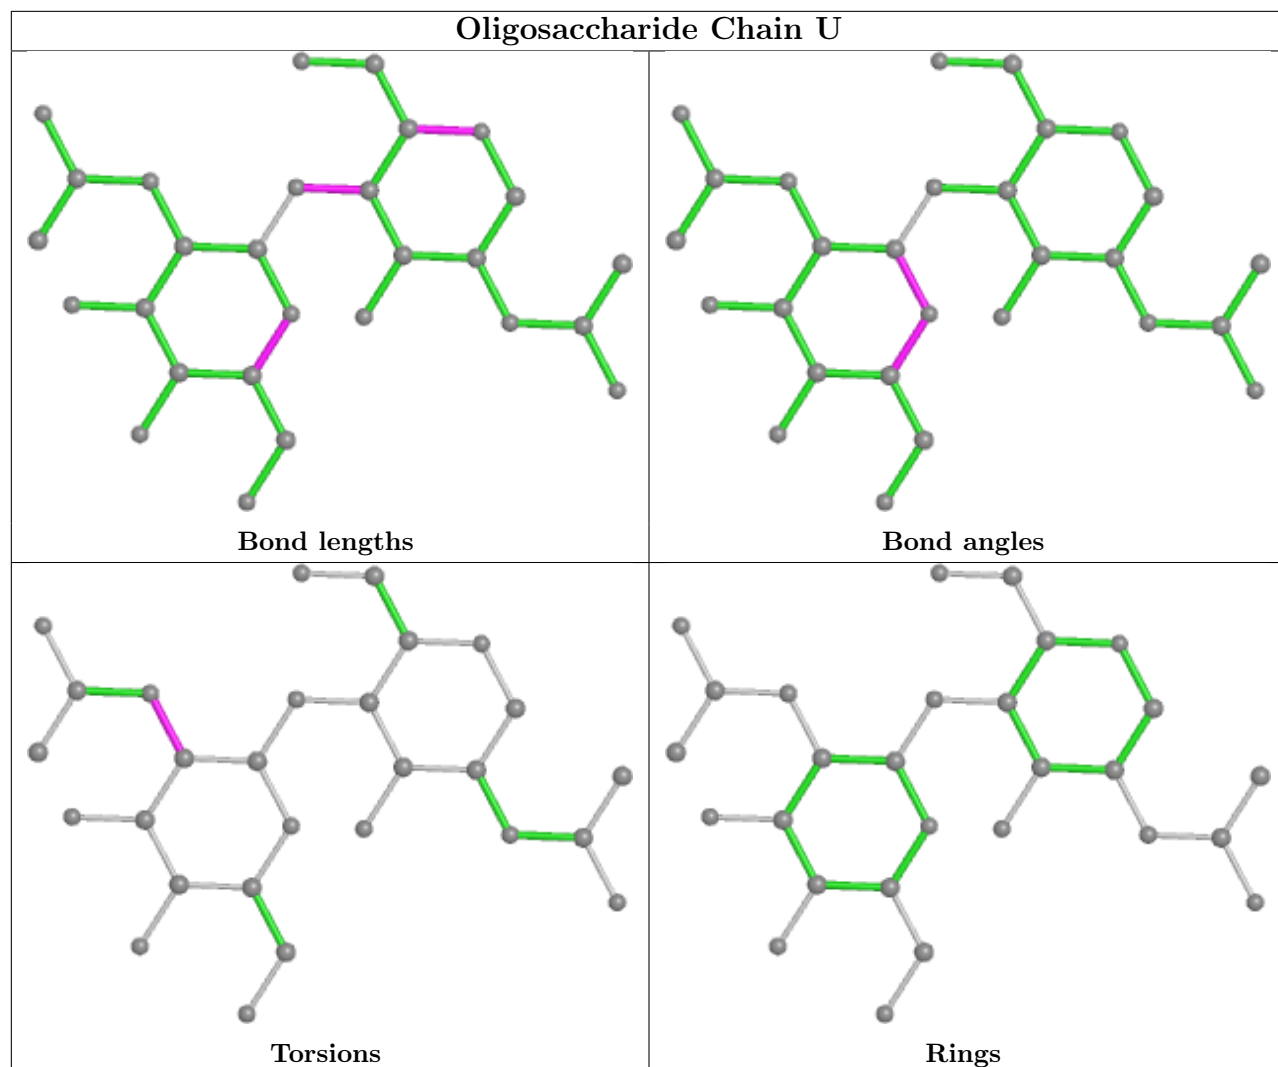 Oligosaccharide Chain U
Bond lengths
Bond angles
Torsions
Rings